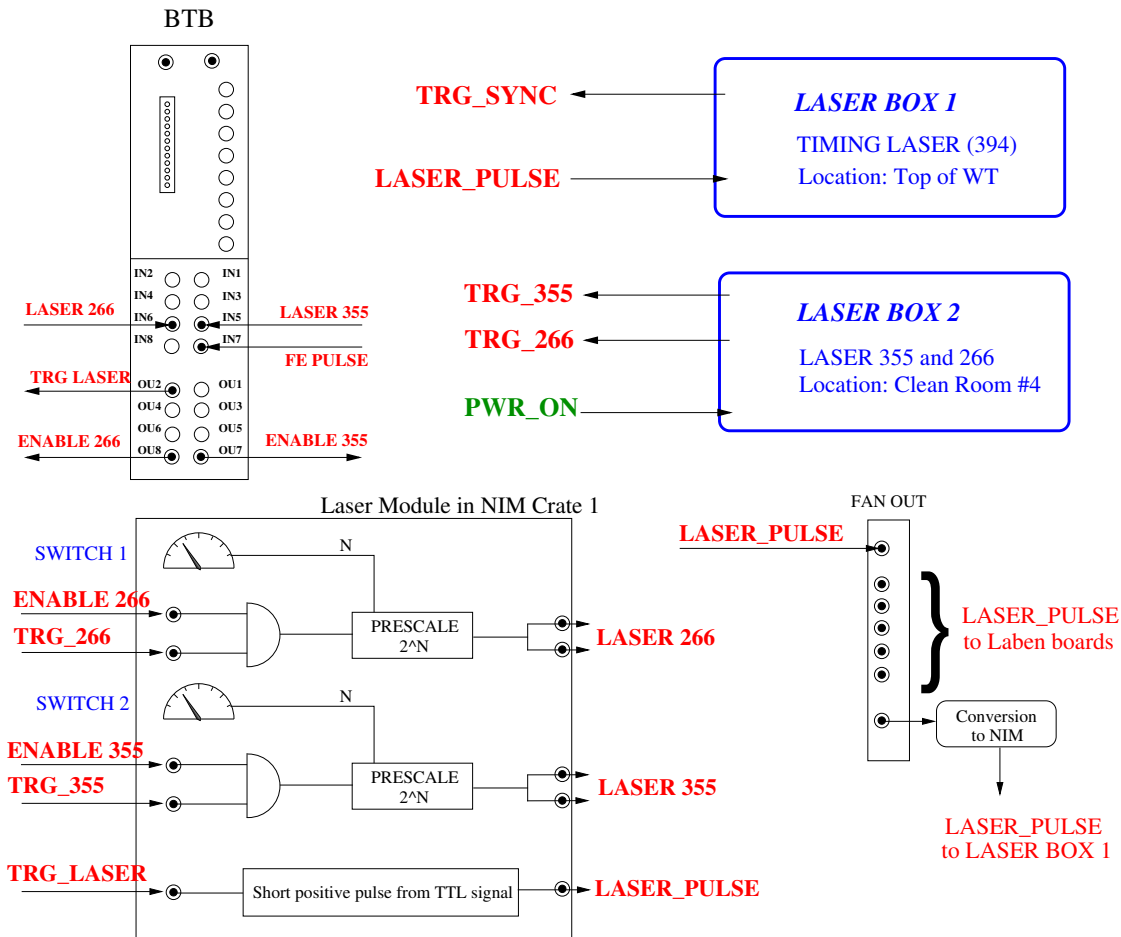 BTB
IN2
IN1
IN4
IN3
LASER 266
IN6
IN5
LASER 355
IN8
IN7
FE PULSE
TRG LASER
OU2
OU1
OU4
OU3
OU6
OU5
ENABLE 266
OU8
OU7
ENABLE 355
TRG_SYNC
LASER_PULSE
LASER BOX 1
TIMING LASER (394)
Location: Top of WT
TRG_355
TRG_266
PWR_ON
LASER BOX 2
LASER 355 and 266
Location: Clean Room #4
Laser Module in NIM Crate 1
SWITCH 1
N
ENABLE 266
TRG_266
PRESCALE
2^N
LASER 266
SWITCH 2
N
ENABLE 355
TRG_355
PRESCALE
2^N
LASER 355
TRG_LASER
Short positive pulse from TTL signal
LASER_PULSE
FAN OUT
LASER_PULSE
LASER_PULSE
to Laben boards
Conversion
to NIM
LASER_PULSE
to LASER BOX 1